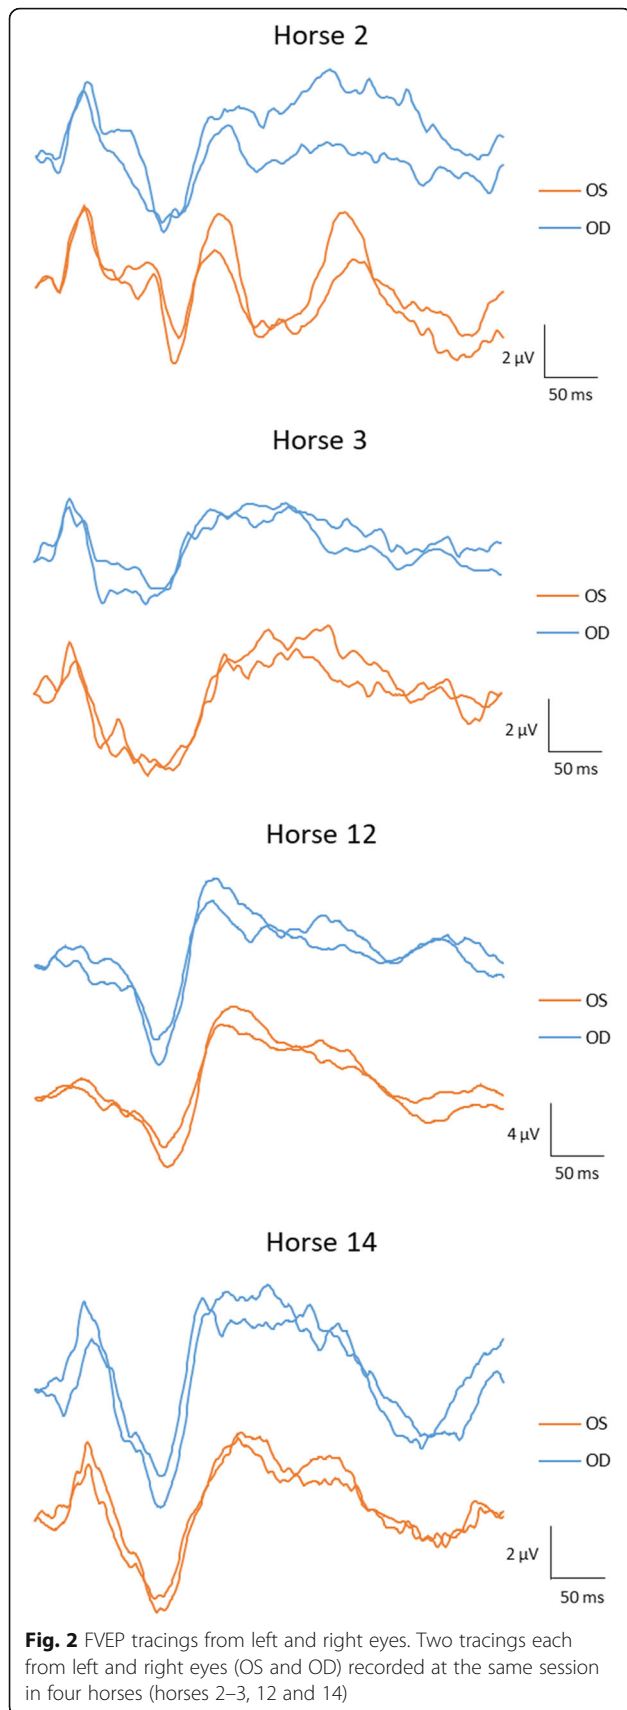 Horse 2
OS
OD
2 µV
50 ms
Horse 3
OS
OD
2 µV
50 ms
Horse 12
OS
OD
4 µV
50 ms
Horse 14
OS
OD
2 µV
50 ms
Fig. 2 FVEP tracings from left and right eyes. Two tracings each
from left and right eyes (OS and OD) recorded at the same session
in four horses (horses 2–3, 12 and 14)